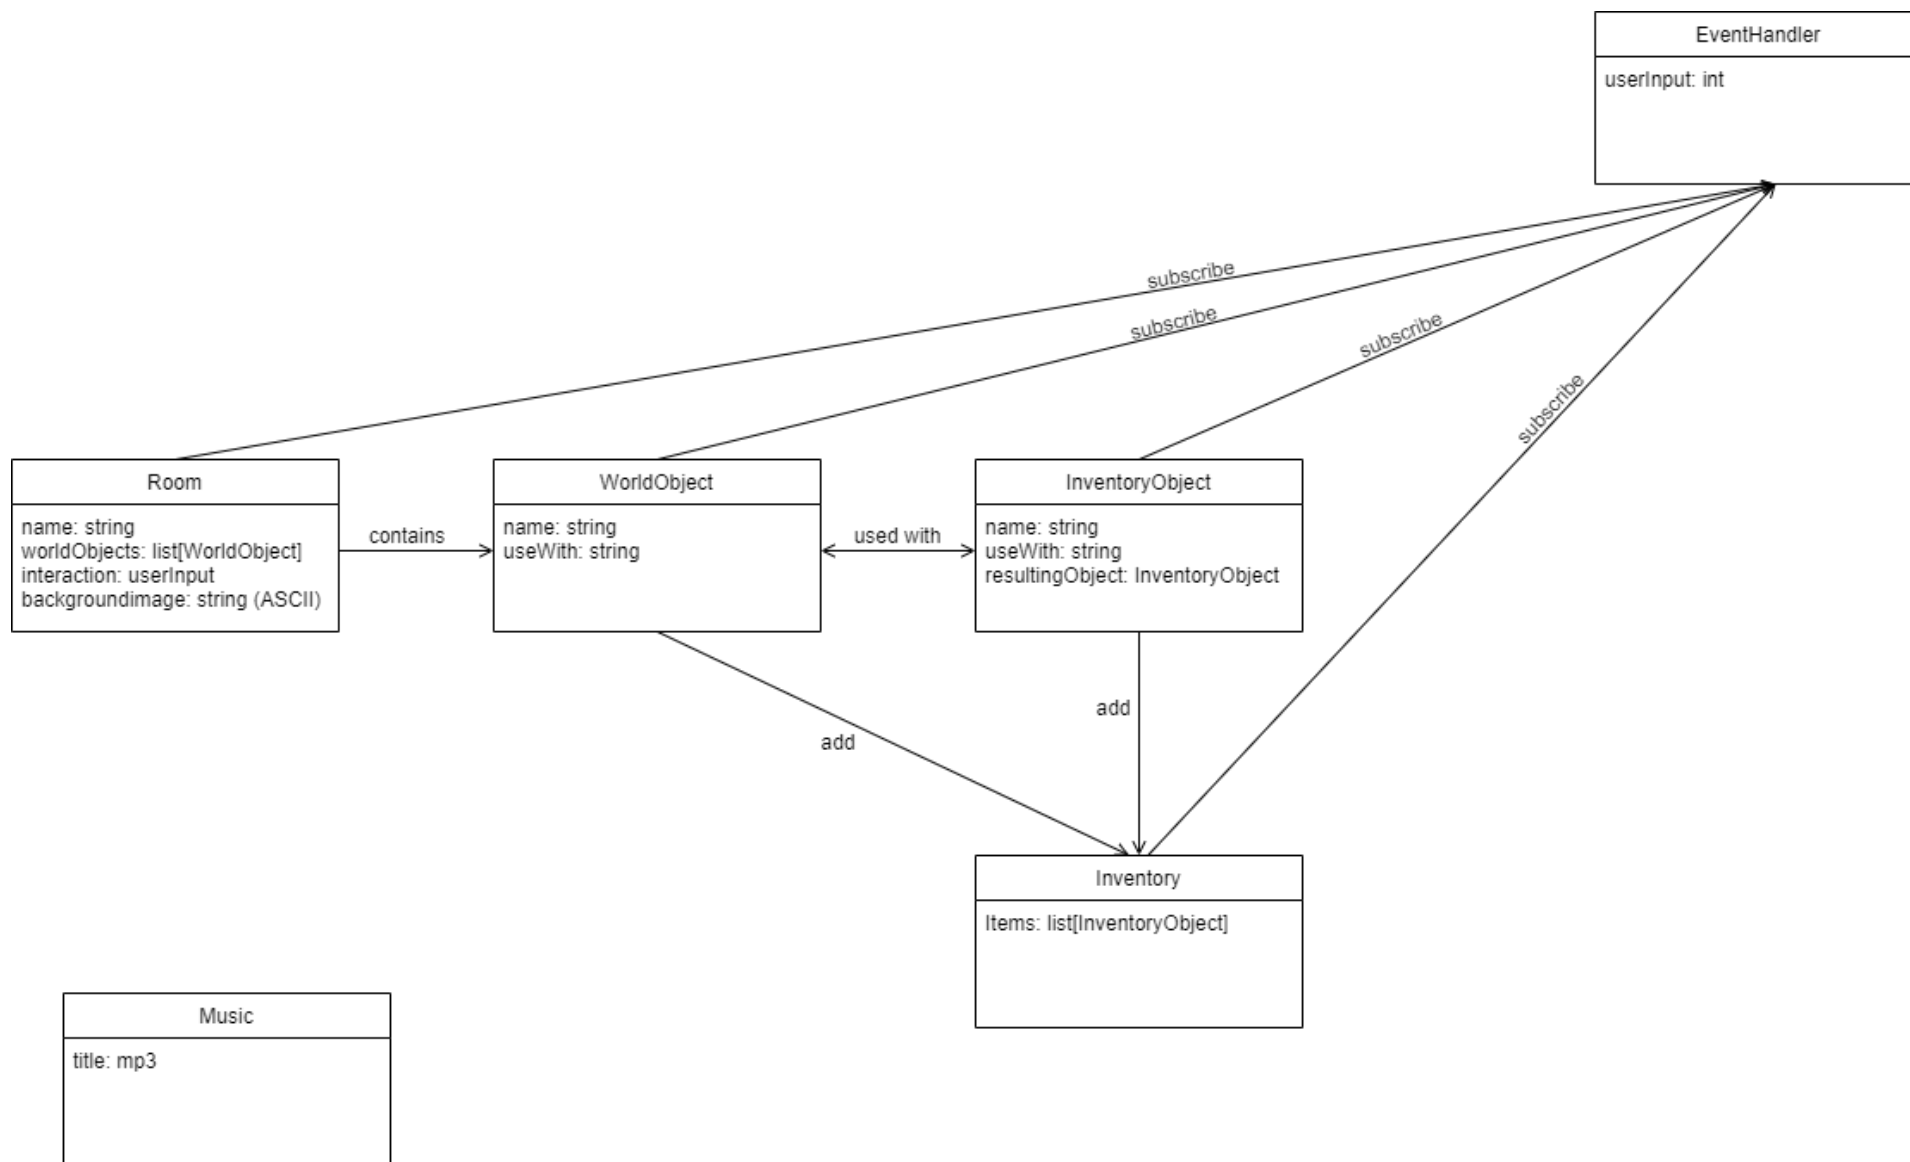 EventHandler
userInput: int
subscribe
subscribe
subscribe
subscribe
Room
name: string
worldObjects: list[WorldObject]
interaction: userInput
backgroundimage: string (ASCII)
contains
WorldObject
name: string
useWith: string
used with
InventoryObject
name: string
useWith: string
resultingObject: InventoryObject
add
add
Inventory
Items: list[InventoryObject]
Music
title: mp3